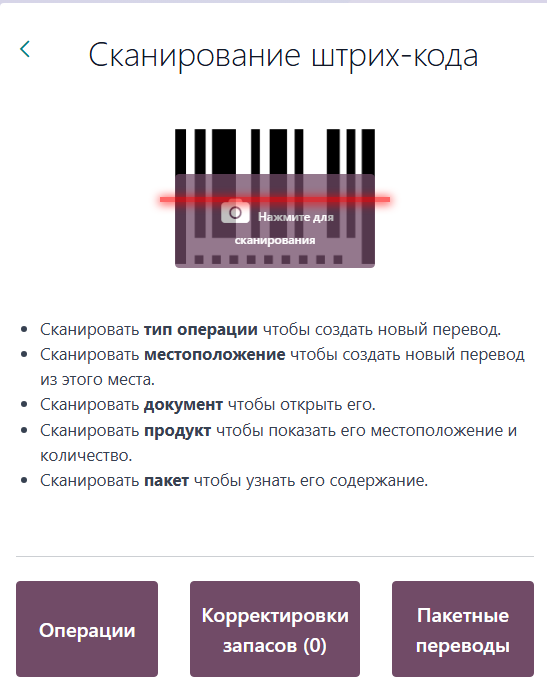 Сканирование штрих-кода
Нажмите для
сканирования
Сканировать тип операции чтобы создать новый перевод.
Сканировать местоположение чтобы создать новый перевод
из этого места.
Сканировать документ чтобы открыть его.
Сканировать продукт чтобы показать его местоположение и
количество.
Сканировать пакет чтобы узнать его содержание.
Операции
Корректировки
запасов (0)
Пакетные
переводы